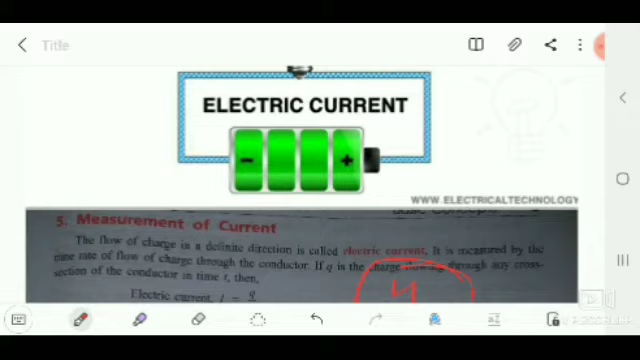 Title
ELECTRIC CURRENT
WWW.ELECTRICALTECHNOLOGY
5. Measurement of Current
The flow of charge in a definite direction is called electric current. It is measured by the
time rate of flow of charge through the conductor. If q is the charge flowing through any cross-
section of the conductor in time t, then,
Electric current, I = q